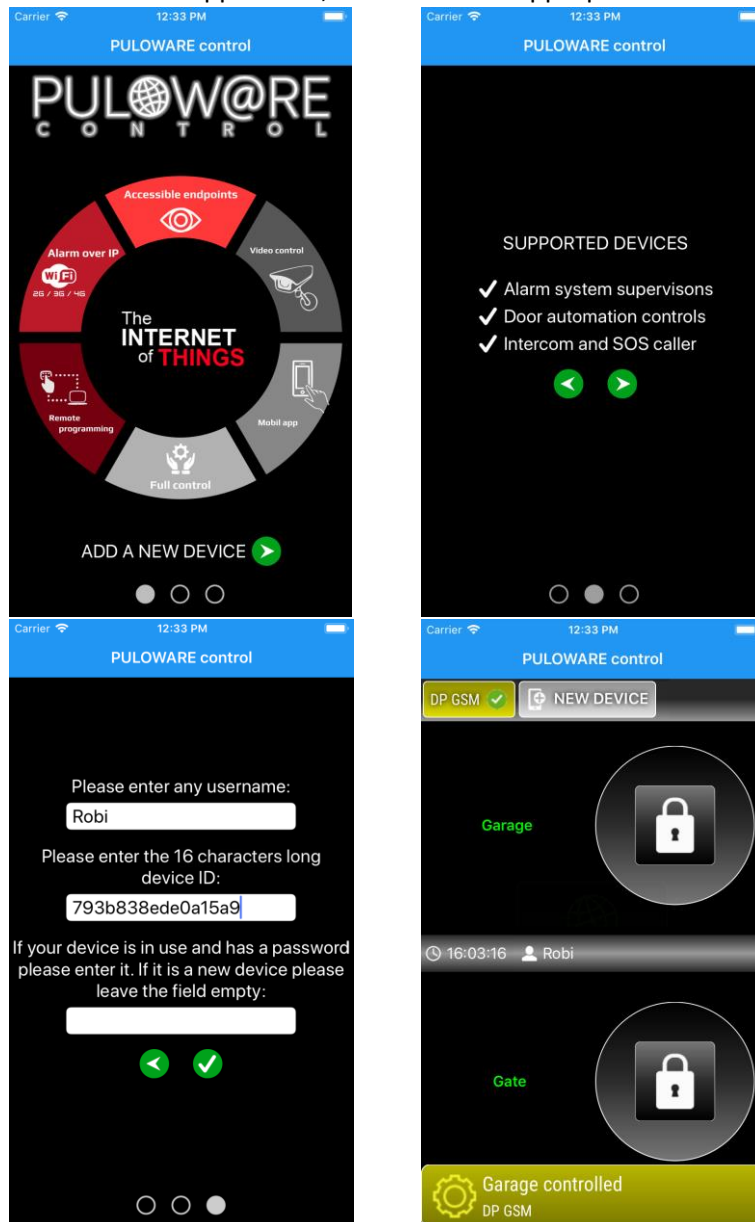 Carrier 12:33 PM
PULOWARE control
PULOW@RE
CONTROL
Accessible endpoints
Alarm over IP
WiFi
2G / 3G / 4G
Video control
The
INTERNET
of THINGS
Remote
programming
Mobil app
Full control
ADD A NEW DEVICE
Carrier 12:33 PM
PULOWARE control
SUPPORTED DEVICES
Alarm system supervisons
Door automation controls
Intercom and SOS caller
Carrier 12:33 PM
PULOWARE control
Please enter any username:
Robi
Please enter the 16 characters long
device ID:
793b838ede0a15a9
If your device is in use and has a password
please enter it. If it is a new device please
leave the field empty:
Carrier 12:33 PM
PULOWARE control
DP GSM NEW DEVICE
Garage
16:03:16 Robi
Gate
Garage controlled
DP GSM